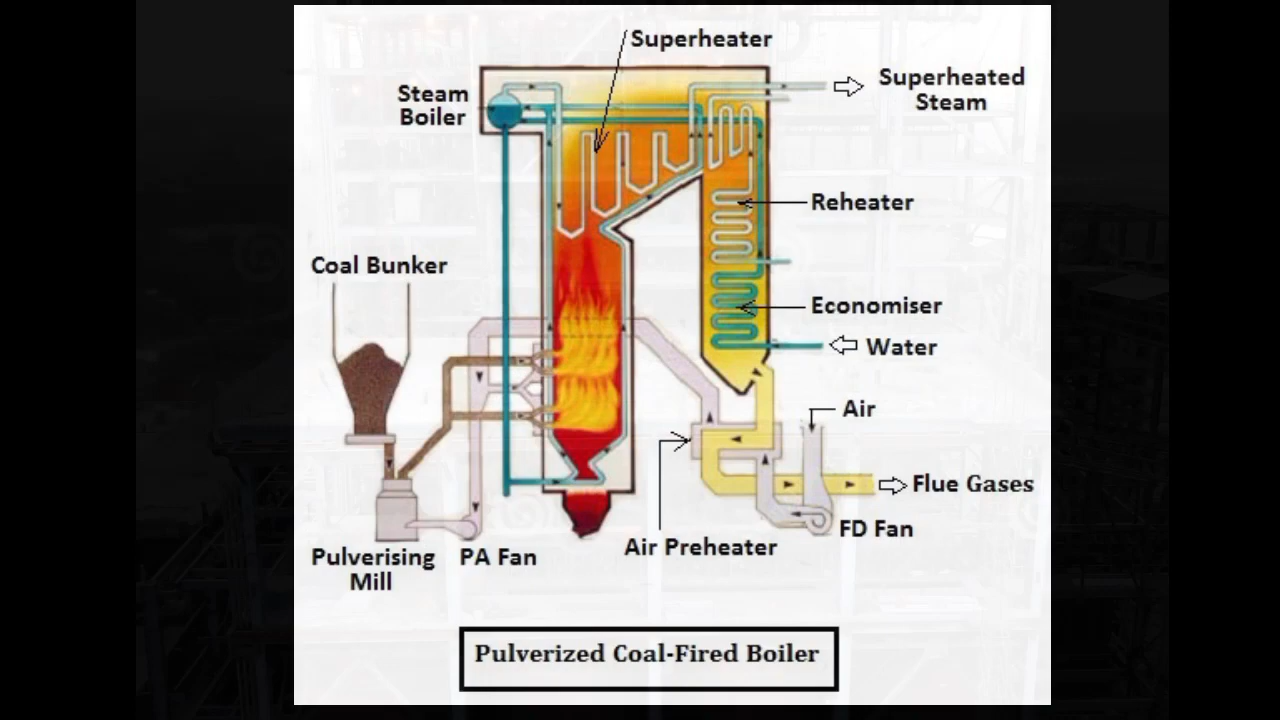 Superheater
Steam
Boiler
Superheated
Steam
Reheater
Coal Bunker
Economiser
Water
Air
Flue Gases
FD Fan
Air Preheater
Pulverising
Mill
PA Fan
Pulverized Coal-Fired Boiler